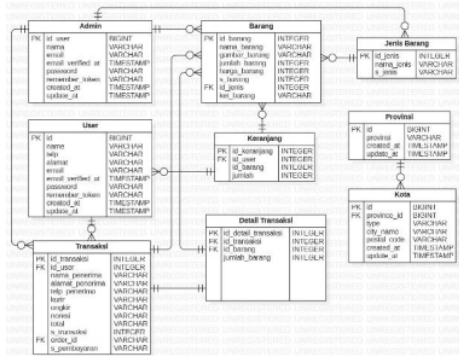 Admin
PK id_user BIGINT
nama VARCHAR
email VARCHAR
email verified_at TIMESTAMP
password VARCHAR
remember_token VARCHAR
created_at TIMESTAMP
update_at TIMESTAMP
Barang
PK id_barang INTEGER
nama_barang VARCHAR
gambar_barang VARCHAR
jumlah_barang INTEGER
harga_barang INTEGER
s_barang INTEGER
FK id_jenis INTEGER
ket_barang VARCHAR
Jenis Barang
PK id_jenis INTEGER
nama_jenis VARCHAR
s_jenis VARCHAR
User
PK id BIGINT
name VARCHAR
telp VARCHAR
alamat VARCHAR
email VARCHAR
email verified_at TIMESTAMP
password VARCHAR
remember_token VARCHAR
created_at TIMESTAMP
update_at TIMESTAMP
Keranjang
PK id_keranjang INTEGER
FK id_user INTEGER
FK id_barang INTEGER
jumlah INTEGER
Provinsi
PK id BIGINT
provinsi VARCHAR
created_at TIMESTAMP
update_at TIMESTAMP
Kota
PK id BIGINT
FK province_id BIGINT
type VARCHAR
city_name VARCHAR
postal_code VARCHAR
created_at TIMESTAMP
update_at TIMESTAMP
Transaksi
PK id_transaksi INTEGER
FK id_user INTEGER
nama_penerima VARCHAR
alamat_penerima VARCHAR
telp_penerima VARCHAR
kurir VARCHAR
ongkir VARCHAR
noresi VARCHAR
total VARCHAR
s_transaksi INTEGER
FK order_id VARCHAR
s_pembayaran VARCHAR
Detail Transaksi
PK id_detail_transaksi INTEGER
FK id_transaksi INTEGER
FK id_barang INTEGER
jumlah_barang INTEGER